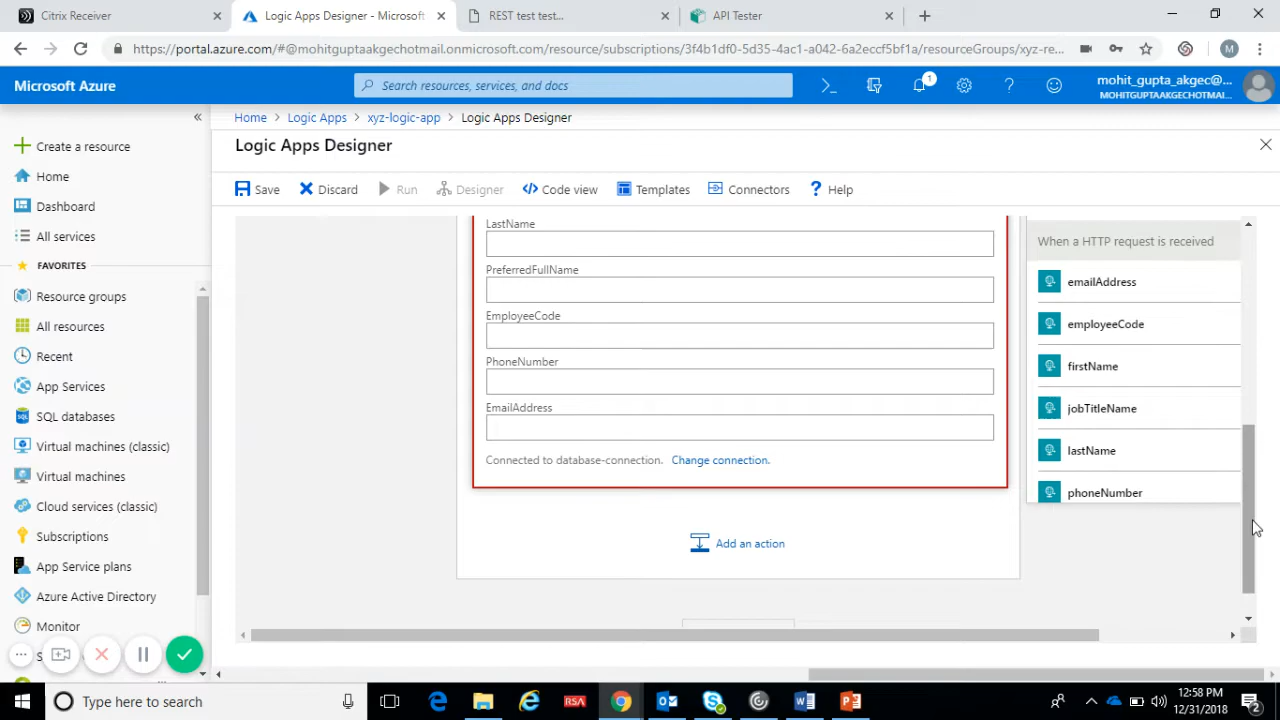 Citrix Receiver
Logic Apps Designer - Microsoft
REST test test...
API Tester
https://portal.azure.com/#@mohitguptaakgechotmail.onmicrosoft.com/resource/subscriptions/3f4b1df0-5d35-4ac1-a042-6a2eccf5bf1a/resourceGroups/xyz-re...
M
Microsoft Azure
Search resources, services, and docs
1
mohit_gupta_akgec@...
MOHITGUPTAAKGECHOTMAI...
Create a resource
Home
Dashboard
All services
FAVORITES
Resource groups
All resources
Recent
App Services
SQL databases
Virtual machines (classic)
Virtual machines
Cloud services (classic)
Subscriptions
App Service plans
Azure Active Directory
Monitor
Home > Logic Apps > xyz-logic-app > Logic Apps Designer
Logic Apps Designer
Save
Discard
Run
Designer
Code view
Templates
Connectors
Help
LastName
PreferredFullName
EmployeeCode
PhoneNumber
EmailAddress
Connected to database-connection. Change connection.
Add an action
When a HTTP request is received
emailAddress
employeeCode
firstName
jobTitleName
lastName
phoneNumber
Type here to search
RSA
12:58 PM
12/31/2018
2